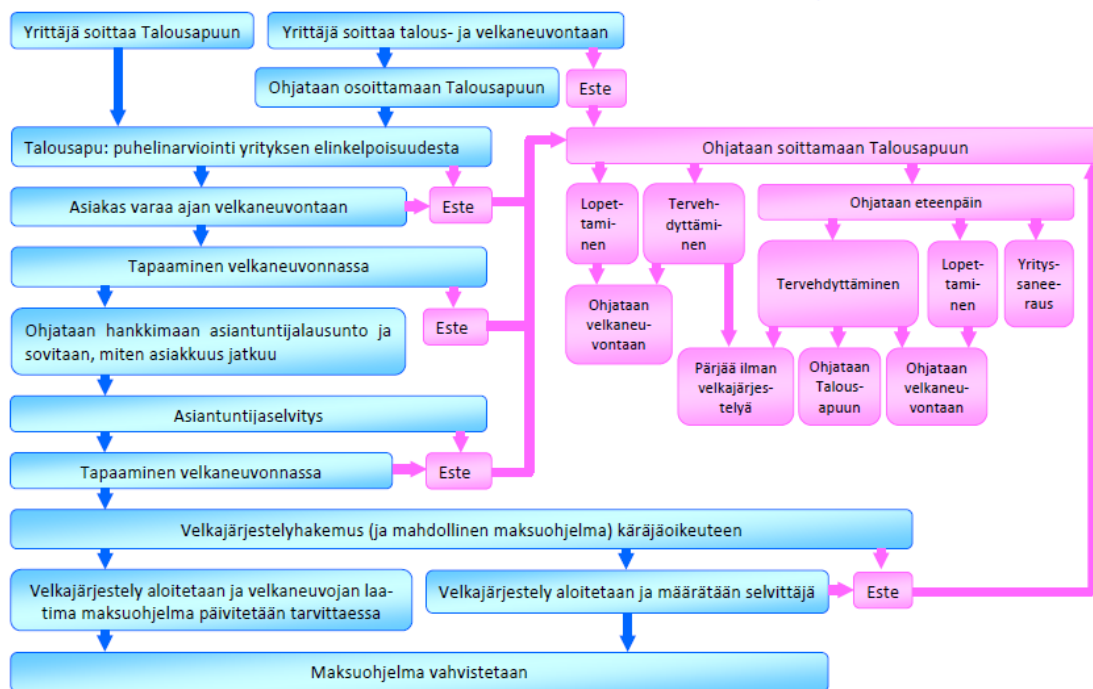 Yrittäjä soittaa Talousapuun
Yrittäjä soittaa talous- ja velkaneuvontaan
Ohjataan osoittamaan Talousapuun
Este
Talousapu: puhelinarviointi yrityksen elinkelpoisuudesta
Ohjataan soittamaan Talousapuun
Asiakas varaa ajan velkaneuvontaan
Este
Lopet-
tami-
nen
Terveh-
dyttämi-
nen
Ohjataan eteenpäin
Tapaaminen velkaneuvonnassa
Tervehdyttäminen
Lopet-
tami-
nen
Yritys-
sanee-
raus
Ohjataan
velkaneu-
vontaan
Ohjataan hankkimaan asiantuntijalausunto ja
sovitaan, miten asiakkuus jatkuu
Este
Pärjää ilman
velkajärjes-
telyä
Ohjataan
Talous-
apuun
Ohjataan
velkaneu-
vontaan
Asiantuntijaselvitys
Tapaaminen velkaneuvonnassa
Este
Velkajärjestelyhakemus (ja mahdollinen maksuohjelma) käräjäoikeuteen
Velkajärjestely aloitetaan ja velkaneuvojan laa-
tima maksuohjelma päivitetään tarvittaessa
Velkajärjestely aloitetaan ja määrätään selvittäjä
Este
Maksuohjelma vahvistetaan